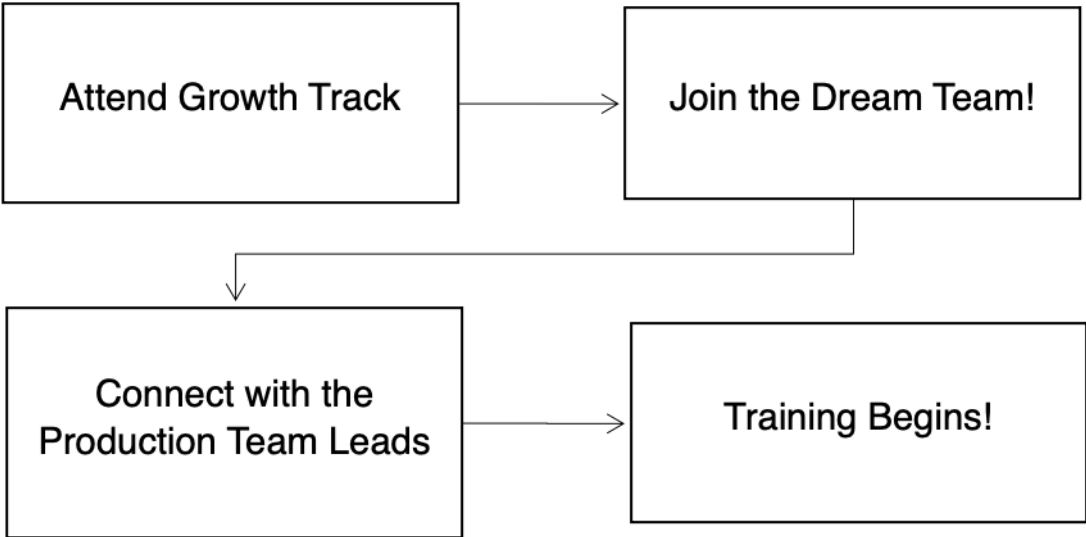 Attend Growth Track
Join the Dream Team!
Connect with the
Production Team Leads
Training Begins!